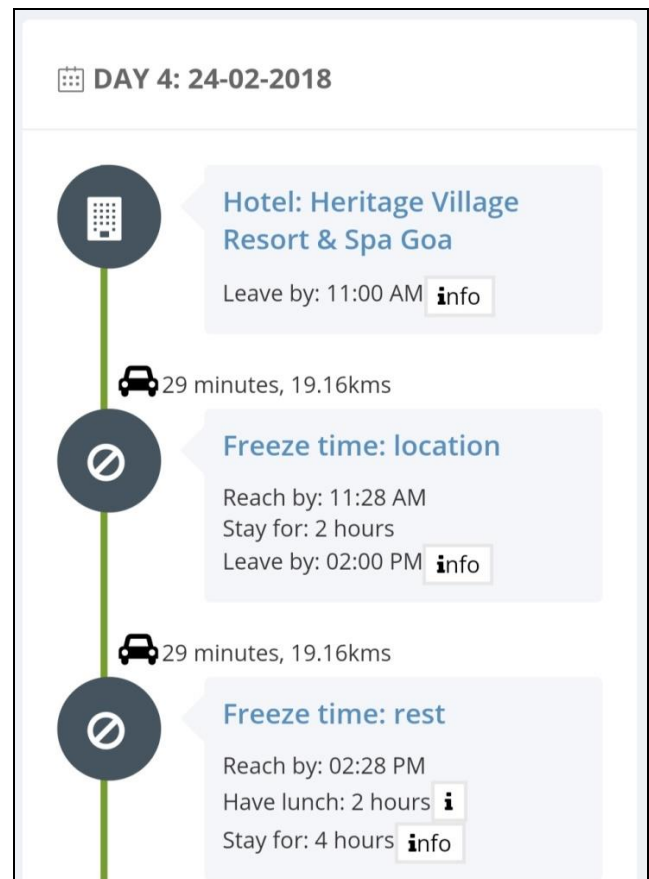 DAY 4: 24-02-2018
Hotel: Heritage Village
Resort & Spa Goa
Leave by: 11:00 AM info
29 minutes, 19.16kms
Freeze time: location
Reach by: 11:28 AM
Stay for: 2 hours
Leave by: 02:00 PM info
29 minutes, 19.16kms
Freeze time: rest
Reach by: 02:28 PM
Have lunch: 2 hours i
Stay for: 4 hours info